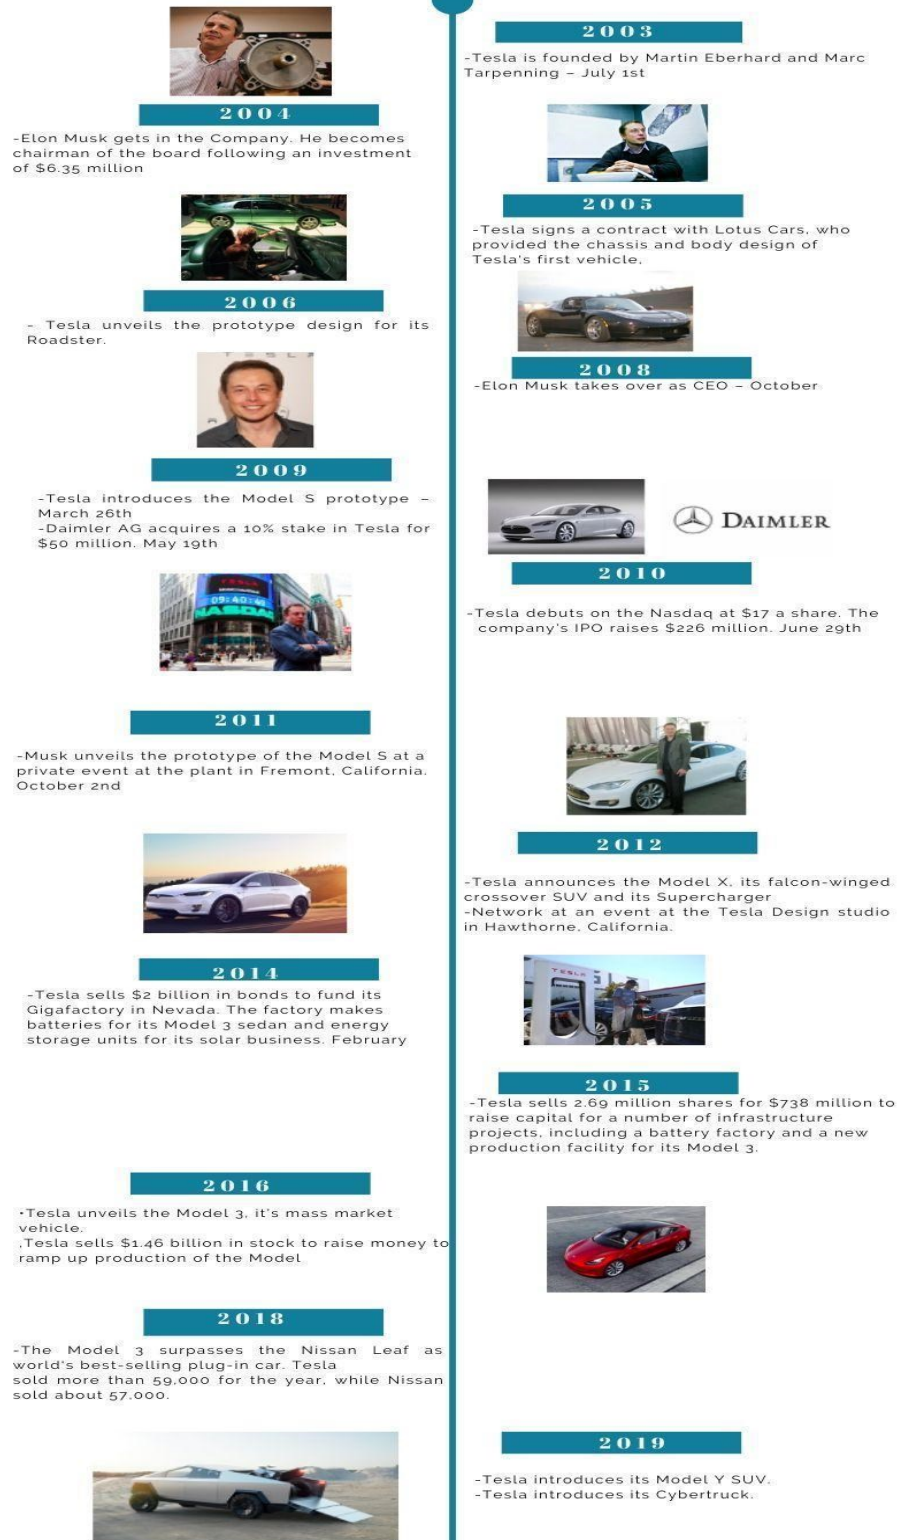 2003
-Tesla is founded by Martin Eberhard and Marc
Tarpenning – July 1st
2004
-Elon Musk gets in the Company. He becomes
chairman of the board following an investment
of $6.35 million
2005
-Tesla signs a contract with Lotus Cars, who
provided the chassis and body design of
Tesla's first vehicle,
2006
- Tesla unveils the prototype design for its
Roadster.
2008
-Elon Musk takes over as CEO – October
2009
-Tesla introduces the Model S prototype –
March 26th
-Daimler AG acquires a 10% stake in Tesla for
$50 million. May 19th
DAIMLER
2010
-Tesla debuts on the Nasdaq at $17 a share. The
company's IPO raises $226 million. June 29th
TESLA
09:40:4
NASDAQ
2011
-Musk unveils the prototype of the Model S at a
private event at the plant in Fremont, California.
October 2nd
2012
-Tesla announces the Model X, its falcon-winged
crossover SUV and its Supercharger
-Network at an event at the Tesla Design studio
in Hawthorne, California.
TESLA
2014
-Tesla sells $2 billion in bonds to fund its
Gigafactory in Nevada. The factory makes
batteries for its Model 3 sedan and energy
storage units for its solar business. February
2015
-Tesla sells 2.69 million shares for $738 million to
raise capital for a number of infrastructure
projects, including a battery factory and a new
production facility for its Model 3.
2016
•Tesla unveils the Model 3, it's mass market
vehicle.
,Tesla sells $1.46 billion in stock to raise money to
ramp up production of the Model
2018
-The Model 3 surpasses the Nissan Leaf as
world's best-selling plug-in car. Tesla
sold more than 59,000 for the year, while Nissan
sold about 57,000.
2019
-Tesla introduces its Model Y SUV.
-Tesla introduces its Cybertruck.